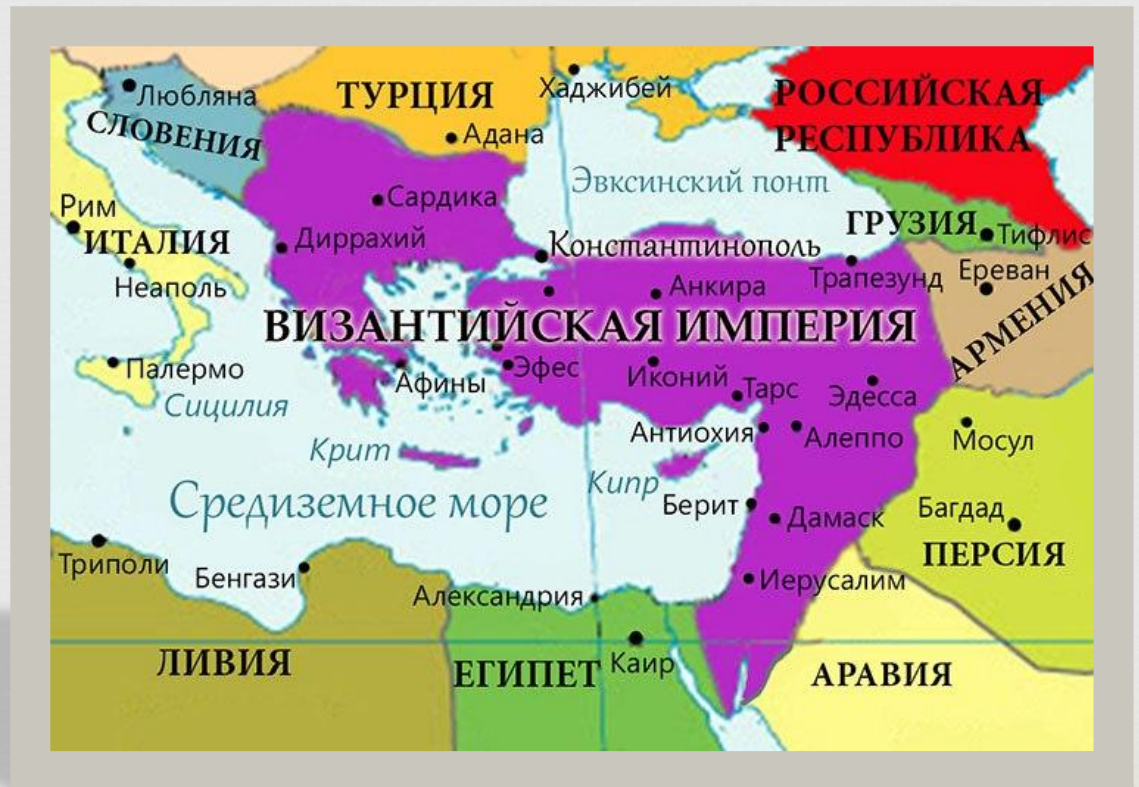 Любляна
СЛОВЕНИЯ
ТУРЦИЯ
Адана
Хаджибей
РОССИЙСКАЯ
РЕСПУБЛИКА
Эвксинский понт
Сардика
Рим
ИТАЛИЯ
Диррахий
Константинополь
ГРУЗИЯ
Тифлис
Неаполь
Анкира
Трапезунд
Ереван
АРМЕНИЯ
ВИЗАНТИЙСКАЯ ИМПЕРИЯ
Палермо
Сицилия
Афины
Эфес
Иконий
Тарс
Эдесса
Крит
Антиохия
Алеппо
Мосул
Средиземное море
Кипр
Берит
Дамаск
Багдад
ПЕРСИЯ
Триполи
Бенгази
Александрия
Иерусалим
ЛИВИЯ
ЕГИПЕТ
Каир
АРАВИЯ